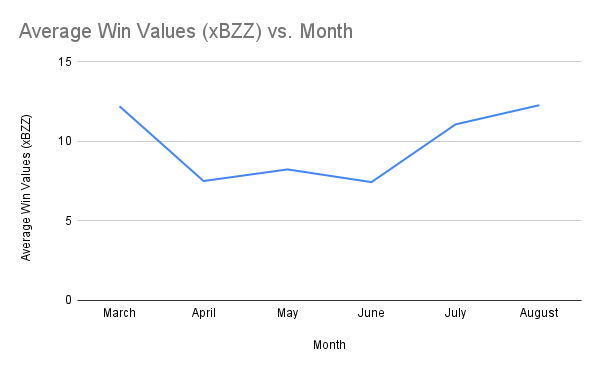 Average Win Values (xBZZ) vs. Month
15
10
5
0
Average Win Values (xBZZ)
March April May June July August
Month